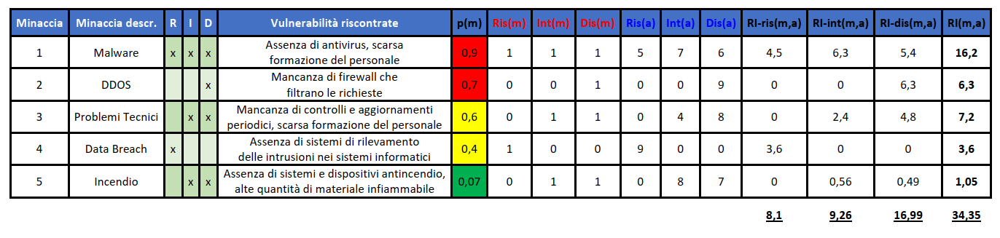 Minaccia Minaccia descr. R I D Vulnerabilità riscontrate p(m) Ris(m) Int(m) Dis(m) Ris(a) Int(a) Dis(a) RI-ris(m,a) RI-int(m,a) RI-dis(m,a) RI(m,a)
1 Malware x x x Assenza di antivirus, scarsa
formazione del personale 0,9 1 1 1 5 7 6 4,5 6,3 5,4 16,2
2 DDOS x Mancanza di firewall che
filtrano le richieste 0,7 0 0 1 0 0 9 0 0 6,3 6,3
3 Problemi Tecnici x x Mancanza di controlli e aggiornamenti
periodici, scarsa formazione del personale 0,6 0 1 1 0 4 8 0 2,4 4,8 7,2
4 Data Breach x Assenza di sistemi di rilevamento
delle intrusioni nei sistemi informatici 0,4 1 0 0 9 0 0 3,6 0 0 3,6
5 Incendio x x Assenza di sistemi e dispositivi antincendio,
alte quantità di materiale infiammabile 0,07 0 1 1 0 8 7 0 0,56 0,49 1,05
8,1 9,26 16,99 34,35